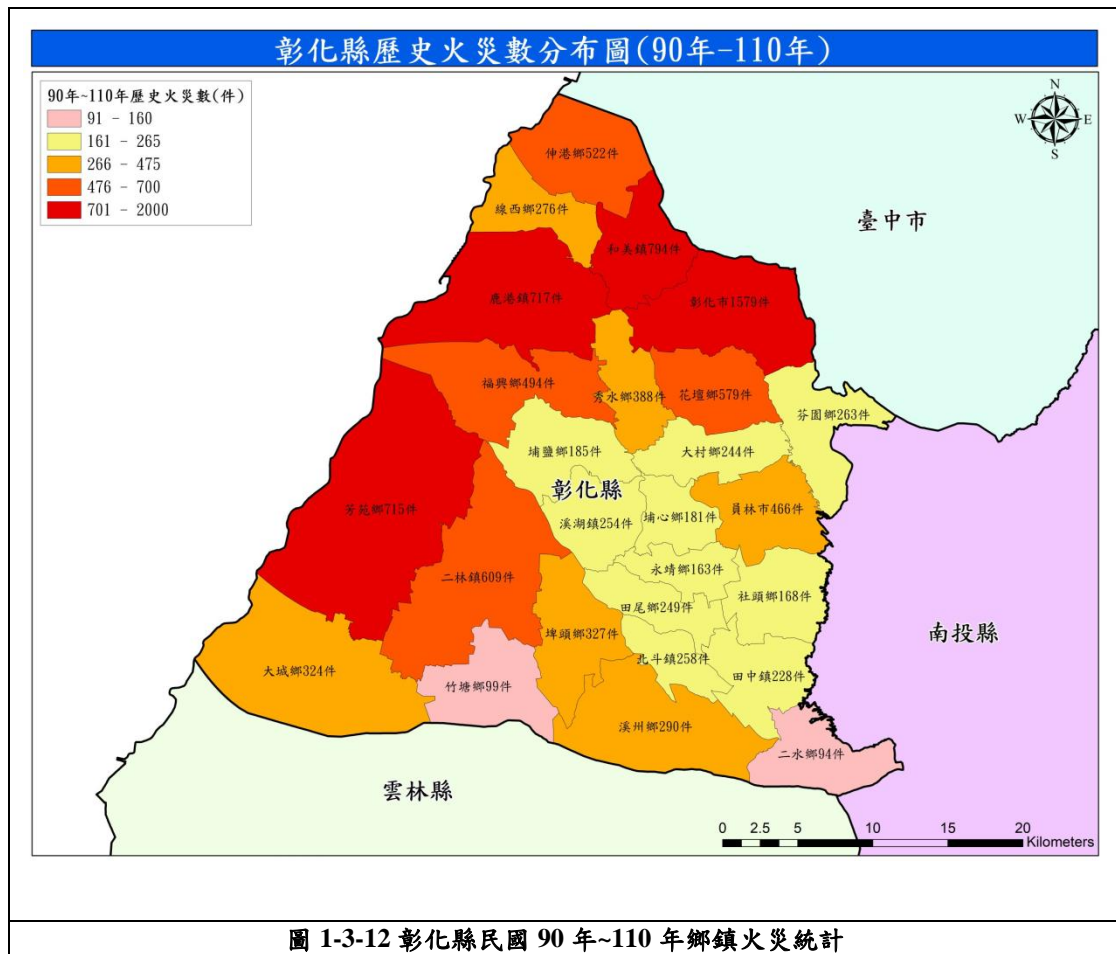 彰化縣歷史火災數分布圖(90年-110年)
90年~110年歷史火災數(件)
91 - 160
161 - 265
266 - 475
476 - 700
701 - 2000
N
W
E
S
伸港鄉522件
線西鄉276件
和美鎮794件
臺中市
鹿港鎮717件
彰化市1579件
福興鄉494件
秀水鄉388件
花壇鄉579件
芬園鄉263件
埔鹽鄉185件
大村鄉244件
彰化縣
芳苑鄉715件
溪湖鎮254件
埔心鄉181件
員林市466件
永靖鄉163件
二林鎮609件
田尾鄉249件
社頭鄉168件
埤頭鄉327件
南投縣
大城鄉324件
竹塘鄉99件
北斗鎮258件
田中鎮228件
溪州鄉290件
二水鄉94件
雲林縣
0 2.5 5 10 15 20
Kilometers
圖 1-3-12 彰化縣民國 90 年~110 年鄉鎮火災統計